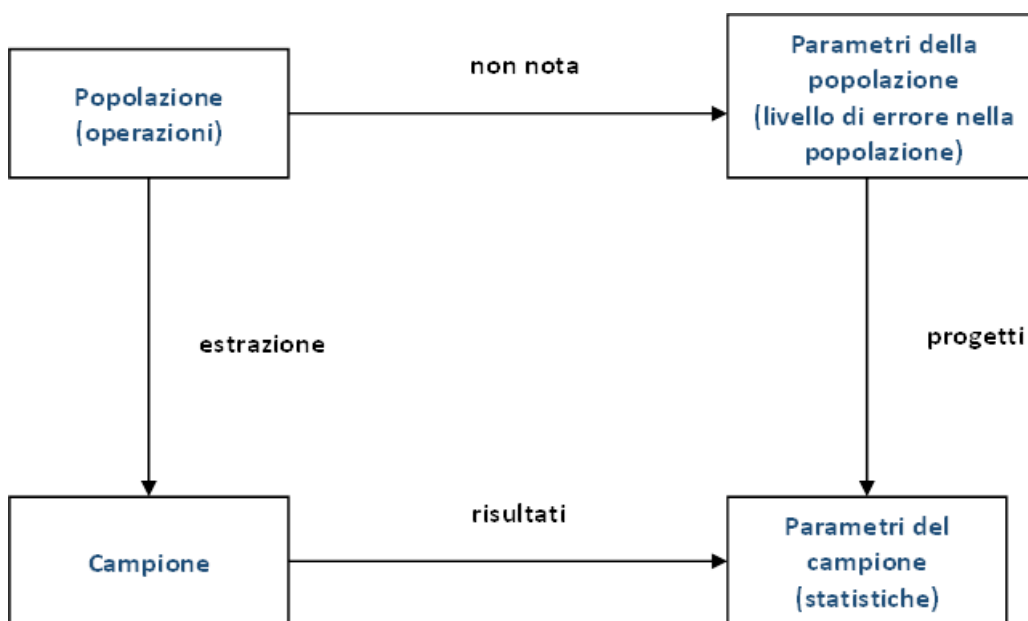 Popolazione
(operazioni)
non nota
Parametri della
popolazione
(livello di errore nella
popolazione)
estrazione
progetti
Campione
risultati
Parametri del
campione
(statistiche)